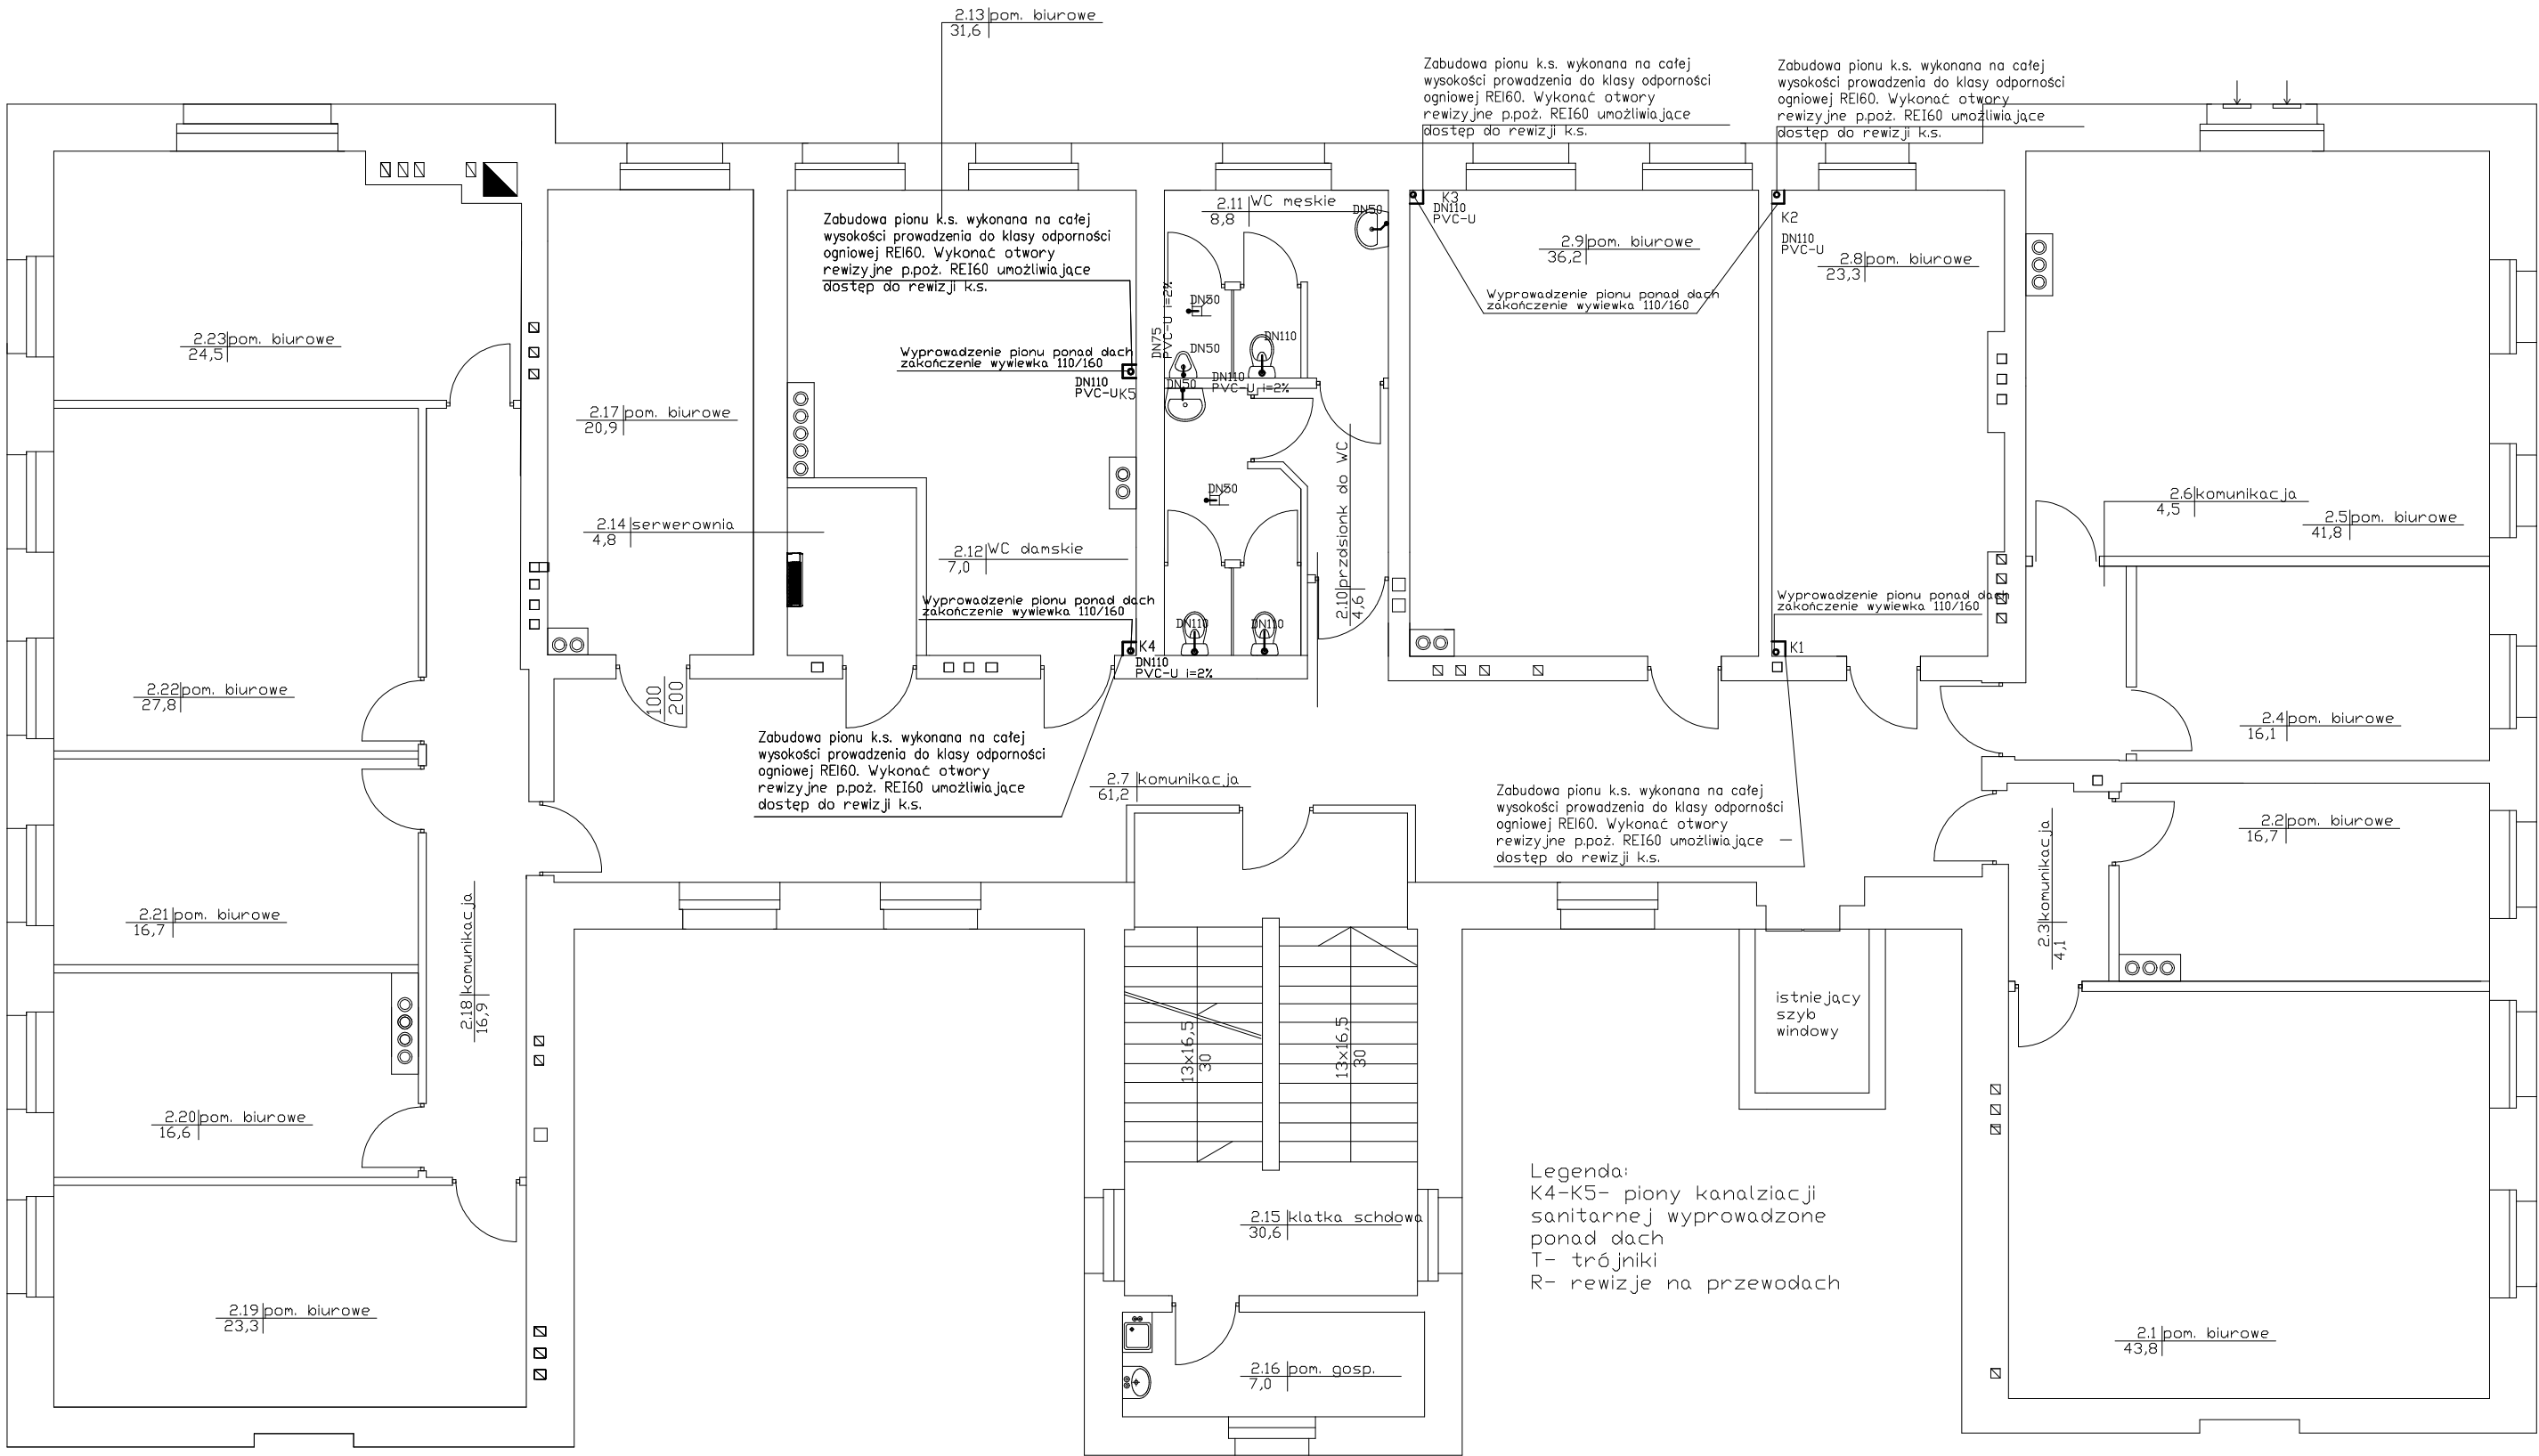 2.13 pom. biurowe
31,6
Zabudowa pionu k.s. wykonana na całej
wysokości prowadzenia do klasy odporności
ogniowej REI60. Wykonać otwory
rewizyjne p.poż. REI60 umożliwiające
dostęp do rewizji k.s.
Zabudowa pionu k.s. wykonana na całej
wysokości prowadzenia do klasy odporności
ogniowej REI60. Wykonać otwory
rewizyjne p.poż. REI60 umożliwiające
dostęp do rewizji k.s.
Zabudowa pionu k.s. wykonana na całej
wysokości prowadzenia do klasy odporności
ogniowej REI60. Wykonać otwory
rewizyjne p.poż. REI60 umożliwiające
dostęp do rewizji k.s.
2.11 WC męskie
8,8
DN50
K3
DN110
PVC-U
K2
DN110
PVC-U
2.9 pom. biurowe
36,2
2.8 pom. biurowe
23,3
Wyprowadzenie pionu ponad dach
zakończenie wywiewka 110/160
2.23 pom. biurowe
24,5
DN50
DN75
PVC-U i=2%
DN110
DN50
Wyprowadzenie pionu ponad dach
zakończenie wywiewka 110/160
DN110
PVC-U K5
DN50
DN110
PVC-U i=2%
2.17 pom. biurowe
20,9
DN50
2.10 przdsionk do WC
4,6
2.6 komunikacja
4,5
2.5 pom. biurowe
41,8
2.14 serwerownia
4,8
2.12 WC damskie
7,0
Wyprowadzenie pionu ponad dach
zakończenie wywiewka 110/160
Wyprowadzenie pionu ponad dach
zakończenie wywiewka 110/160
DN110
DN110
K4
DN110
PVC-U i=2%
K1
2.22 pom. biurowe
27,8
100
200
2.4 pom. biurowe
16,1
Zabudowa pionu k.s. wykonana na całej
wysokości prowadzenia do klasy odporności
ogniowej REI60. Wykonać otwory
rewizyjne p.poż. REI60 umożliwiające
dostęp do rewizji k.s.
2.7 komunikacja
61,2
Zabudowa pionu k.s. wykonana na całej
wysokości prowadzenia do klasy odporności
ogniowej REI60. Wykonać otwory
rewizyjne p.poż. REI60 umożliwiające
dostęp do rewizji k.s.
2.3 komunikacja
4,1
2.2 pom. biurowe
16,7
2.21 pom. biurowe
16,7
2.18 komunikacja
16,9
istniejący
szyb
windowy
13x16,5
30
13x16,5
30
2.20 pom. biurowe
16,6
Legenda:
K4-K5- piony kanalziacji
sanitarnej wyprowadzone
ponad dach
T- trójniki
R- rewizje na przewodach
2.15 klatka schdowa
30,6
2.19 pom. biurowe
23,3
2.1 pom. biurowe
43,8
2.16 pom. gosp.
7,0